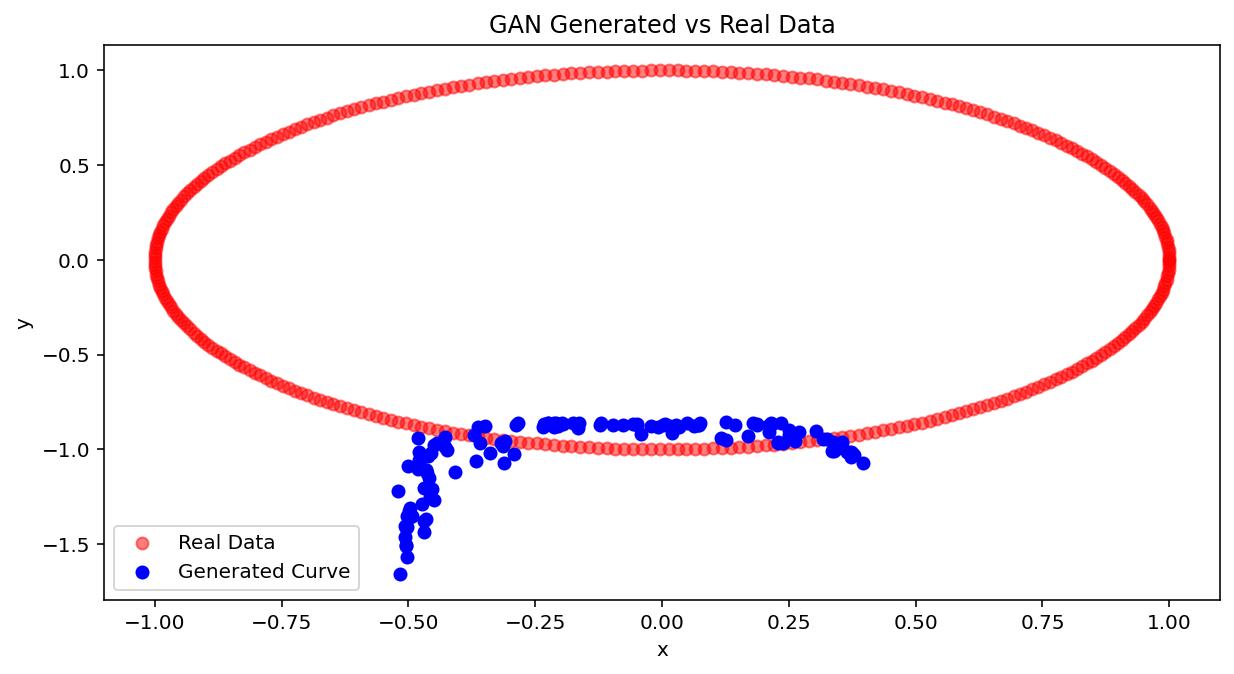 GAN Generated vs Real Data
1.0
0.5
0.0
−0.5
−1.0
−1.5
y
Real Data
Generated Curve
−1.00 −0.75 −0.50 −0.25 0.00 0.25 0.50 0.75 1.00
x